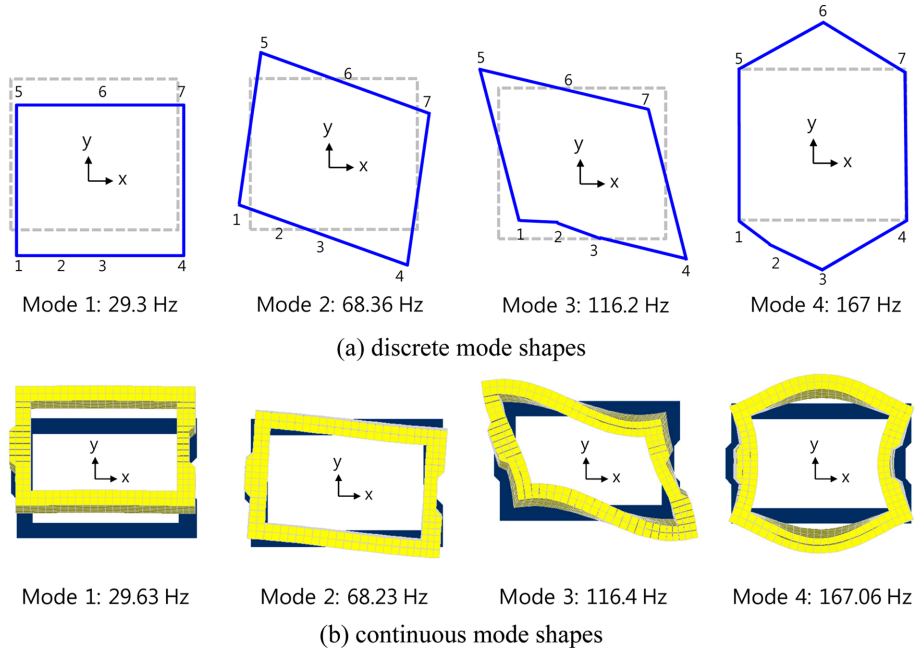 5 6 7
y
x
1 2 3 4
5
6
7
y
x
1
2
3
4
5
6
7
y
x
1
2
3
4
6
5
7
y
x
1
2
3
4
Mode 1: 29.3 Hz
Mode 2: 68.36 Hz
Mode 3: 116.2 Hz
Mode 4: 167 Hz
(a) discrete mode shapes
y
x
y
x
y
x
y
x
Mode 1: 29.63 Hz
Mode 2: 68.23 Hz
Mode 3: 116.4 Hz
Mode 4: 167.06 Hz
(b) continuous mode shapes